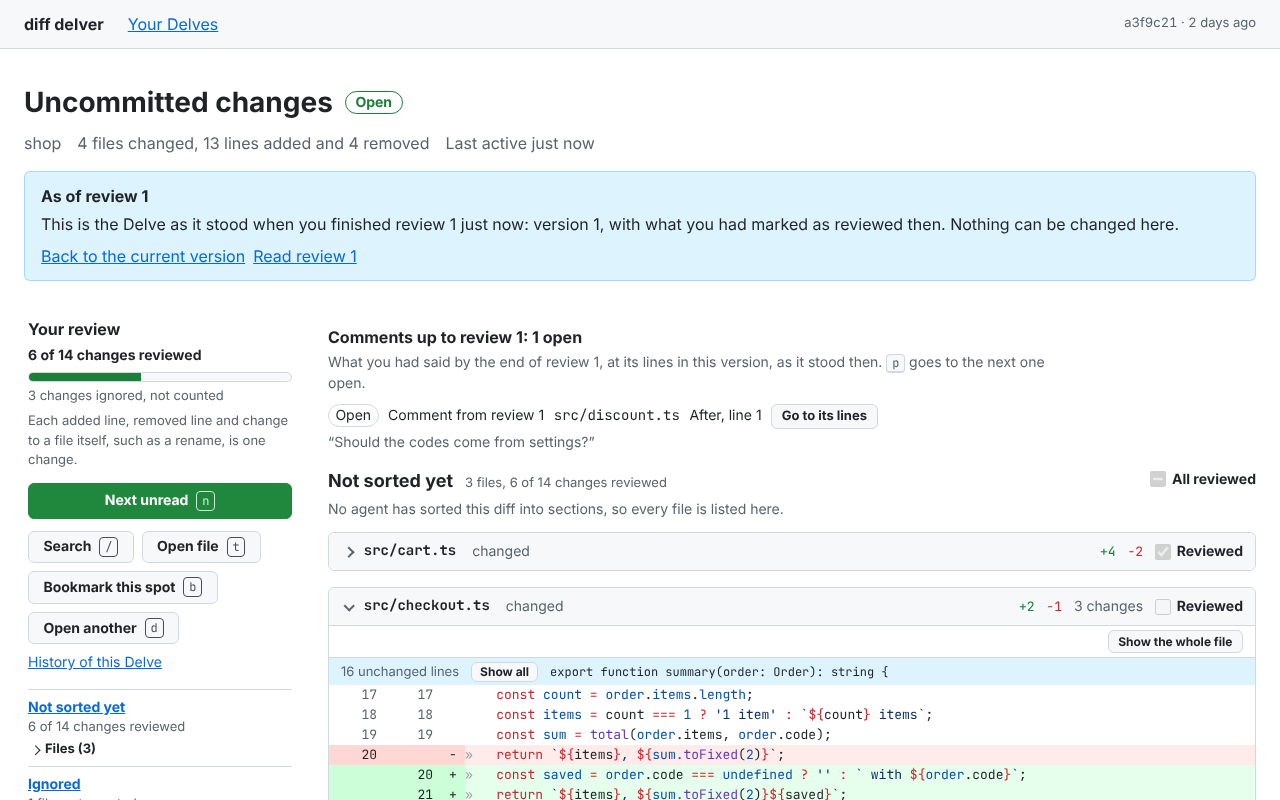 diff delver Your Delves a3f9c21 · 2 days ago
Uncommitted changes Open
shop 4 files changed, 13 lines added and 4 removed Last active just now
As of review 1
This is the Delve as it stood when you finished review 1 just now: version 1, with what you had marked as reviewed then. Nothing can be changed here.
Back to the current version Read review 1
Your review
6 of 14 changes reviewed
3 changes ignored, not counted
Each added line, removed line and change
to a file itself, such as a rename, is one
change.
Next unread n
Search / Open file t
Bookmark this spot b
Open another d
History of this Delve
Not sorted yet
6 of 14 changes reviewed
Files (3)
Ignored
Comments up to review 1: 1 open
What you had said by the end of review 1, at its lines in this version, as it stood then. p goes to the next one
open.
Open Comment from review 1 src/discount.ts After, line 1 Go to its lines
“Should the codes come from settings?”
Not sorted yet 3 files, 6 of 14 changes reviewed All reviewed
No agent has sorted this diff into sections, so every file is listed here.
src/cart.ts changed +4 -2 Reviewed
src/checkout.ts changed +2 -1 3 changes Reviewed
Show the whole file
16 unchanged lines Show all export function summary(order: Order): string {
17 17 const count = order.items.length;
18 18 const items = count === 1 ? '1 item' : `${count} items`;
19 19 const sum = total(order.items, order.code);
20 - » return `${items}, ${sum.toFixed(2)}`;
20 + » const saved = order.code === undefined ? '' : ` with ${order.code}`;
21 + » return `${items}, ${sum.toFixed(2)}${saved}`;